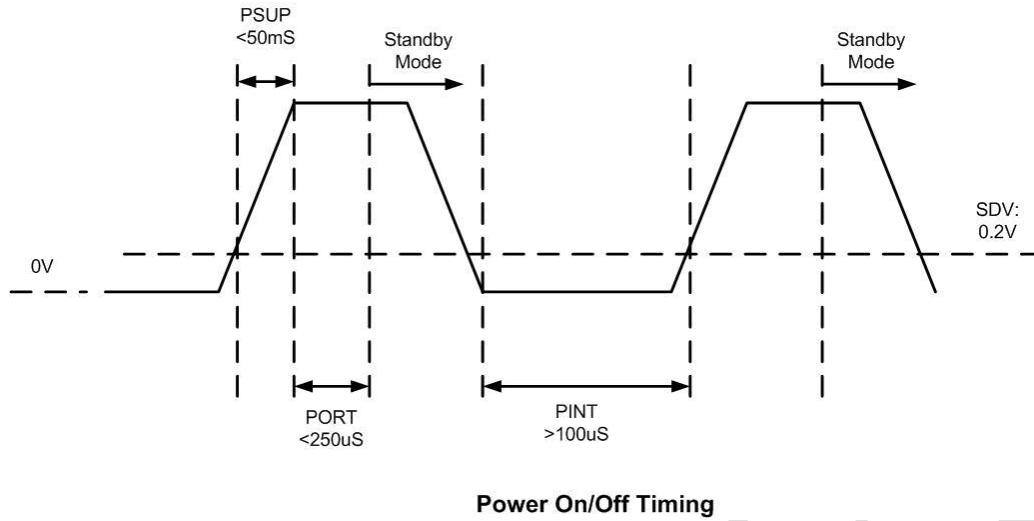 PSUP
<50mS
Standby
Mode
Standby
Mode
SDV:
0.2V
0V
PORT
<250uS
PINT
>100uS
Power On/Off Timing